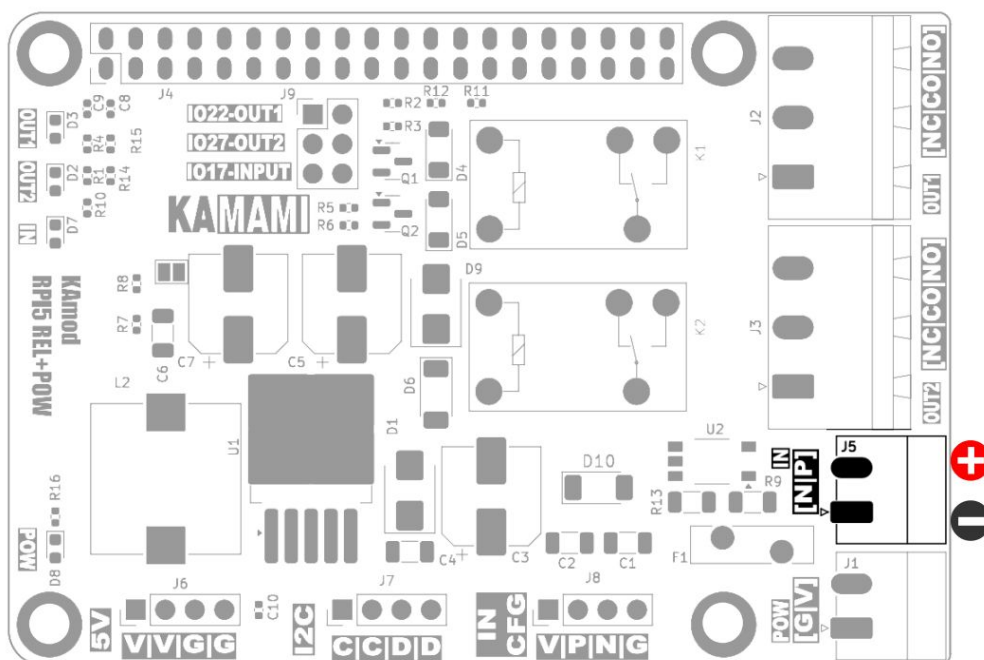 J4
J9
R2 R12 R11
R3
C9 C8
OUT1 D3 R4 R15
IO22-OUT1
IO27-OUT2
IO17-INPUT
OUT2 D2 R1 R14
R10
IN D7
Q1 D4
K1
J2
[NC|CO|NO]
OUT1
KAMAMI
R5
R6
Q2 D5
KAmod
RPI5 REL+POW
R8
R7
C6
C7 +
C5 +
D9
D6
K2
J3
[NC|CO|NO]
OUT2
L2
U1
D1
U2
IN
[N|P]
J5
+
−
D10
R13
R9
R16
POW
D8
C4 +
C3
C2
C1
F1
J1
POW
[G|V]
5V
J6
V|V|G|G
C10
I2C
J7
C|C|D|D
IN
CFG
J8
V|P|N|G